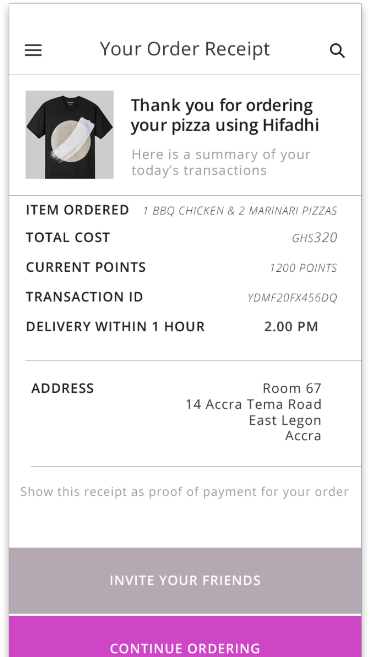 Your Order Receipt
Thank you for ordering
your pizza using Hifadhi
Here is a summary of your
today's transactions
ITEM ORDERED 1 BBQ CHICKEN & 2 MARINARI PIZZAS
TOTAL COST GHS320
CURRENT POINTS 1200 POINTS
TRANSACTION ID YDMF20FX456DQ
DELIVERY WITHIN 1 HOUR 2.00 PM
ADDRESS Room 67
14 Accra Tema Road
East Legon
Accra
Show this receipt as proof of payment for your order
INVITE YOUR FRIENDS
CONTINUE ORDERING